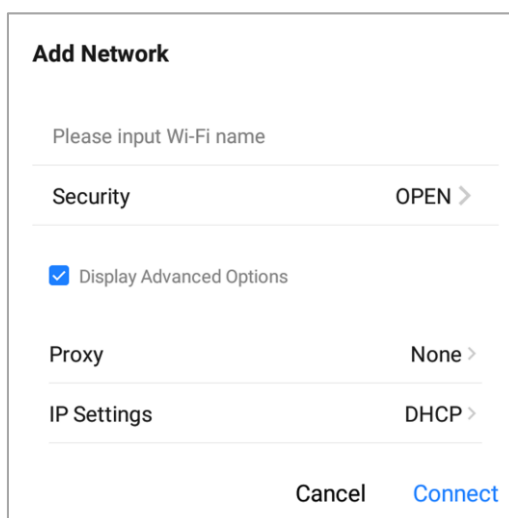 Add Network
Please input Wi-Fi name
Security OPEN
Display Advanced Options
Proxy None
IP Settings DHCP
Cancel Connect